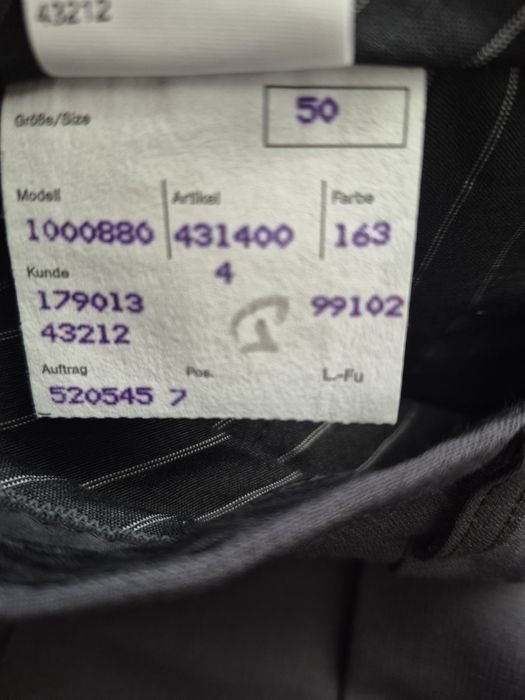 43212
Größe/Size 50
Modell Artikel Farbe
1000880 431400 163
Kunde 4
179013 99102
43212
Auftrag Pos. L.-Fu
520545 7